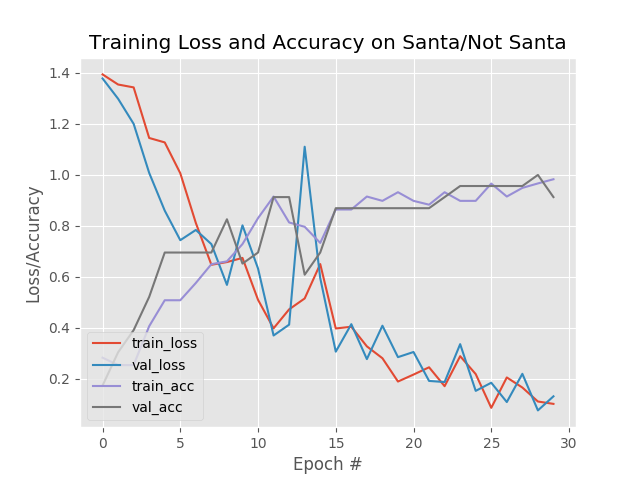 Training Loss and Accuracy on Santa/Not Santa
1.4
1.2
1.0
0.8
0.6
0.4
0.2
Loss/Accuracy
train_loss
val_loss
train_acc
val_acc
0 5 10 15 20 25 30
Epoch #